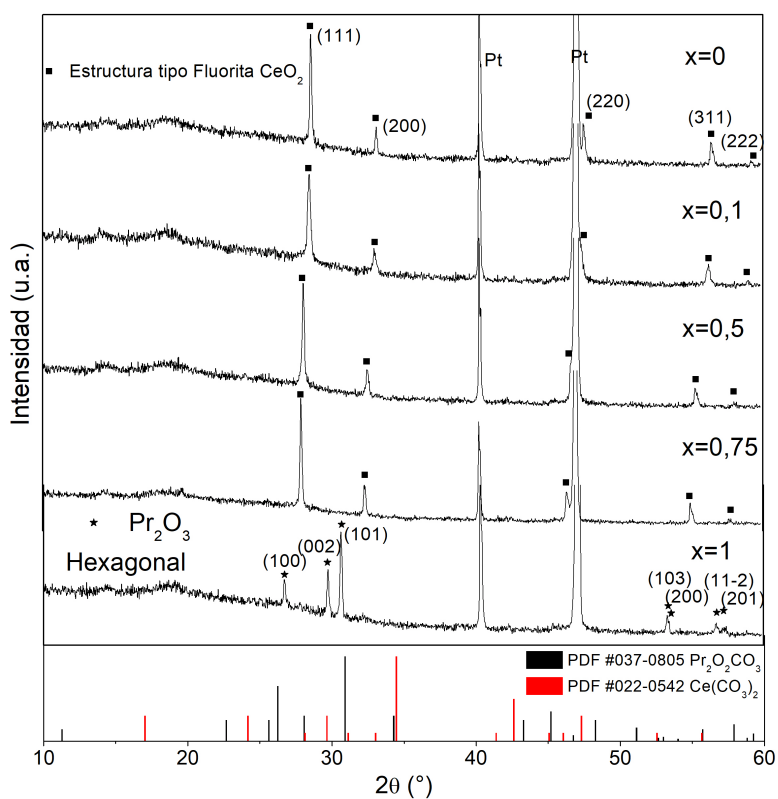 (111)
Pt
Pt
x=0
■ Estructura tipo Fluorita CeO₂
(200)
(220)
(311)
(222)
x=0,1
x=0,5
x=0,75
★ Pr₂O₃
Hexagonal
(100)
(002)
(101)
x=1
(103)
(200)
(11-2)
(201)
PDF #037-0805 Pr₂O₂CO₃
PDF #022-0542 Ce(CO₃)₂
Intensidad (u.a.)
10 20 30 40 50 60
2θ (°)